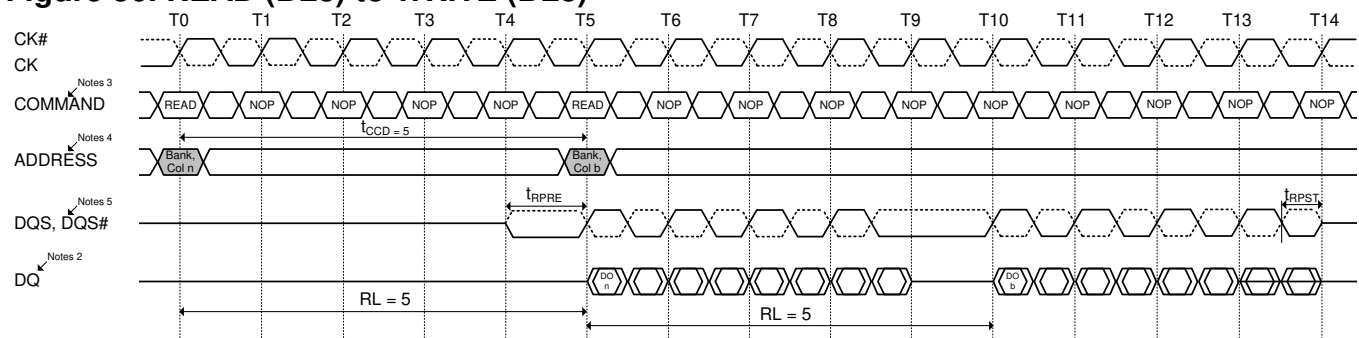 T0 T1 T2 T3 T4 T5 T6 T7 T8 T9 T10 T11 T12 T13 T14
CK#
CK
Notes 3
COMMAND READ NOP NOP NOP NOP READ NOP NOP NOP NOP NOP NOP NOP NOP NOP
tCCD = 5
Notes 4
ADDRESS Bank, Col n Bank, Col b
tRPRE tRPST
Notes 5
DQS, DQS#
Notes 2
DQ DO n DO b
RL = 5 RL = 5